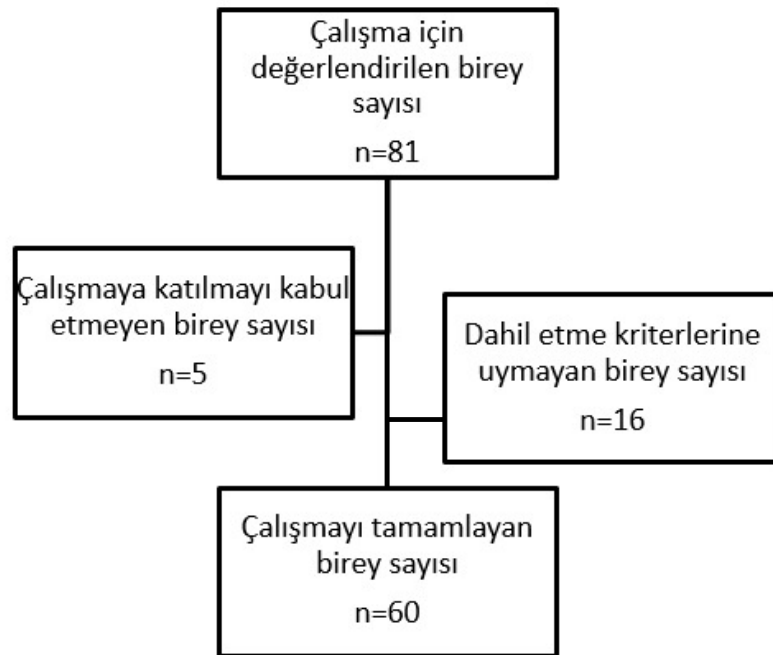 Çalışma için
değerlendirilen birey
sayısı
n=81
Çalışmaya katılmayı kabul
etmeyen birey sayısı
n=5
Dahil etme kriterlerine
uymayan birey sayısı
n=16
Çalışmayı tamamlayan
birey sayısı
n=60